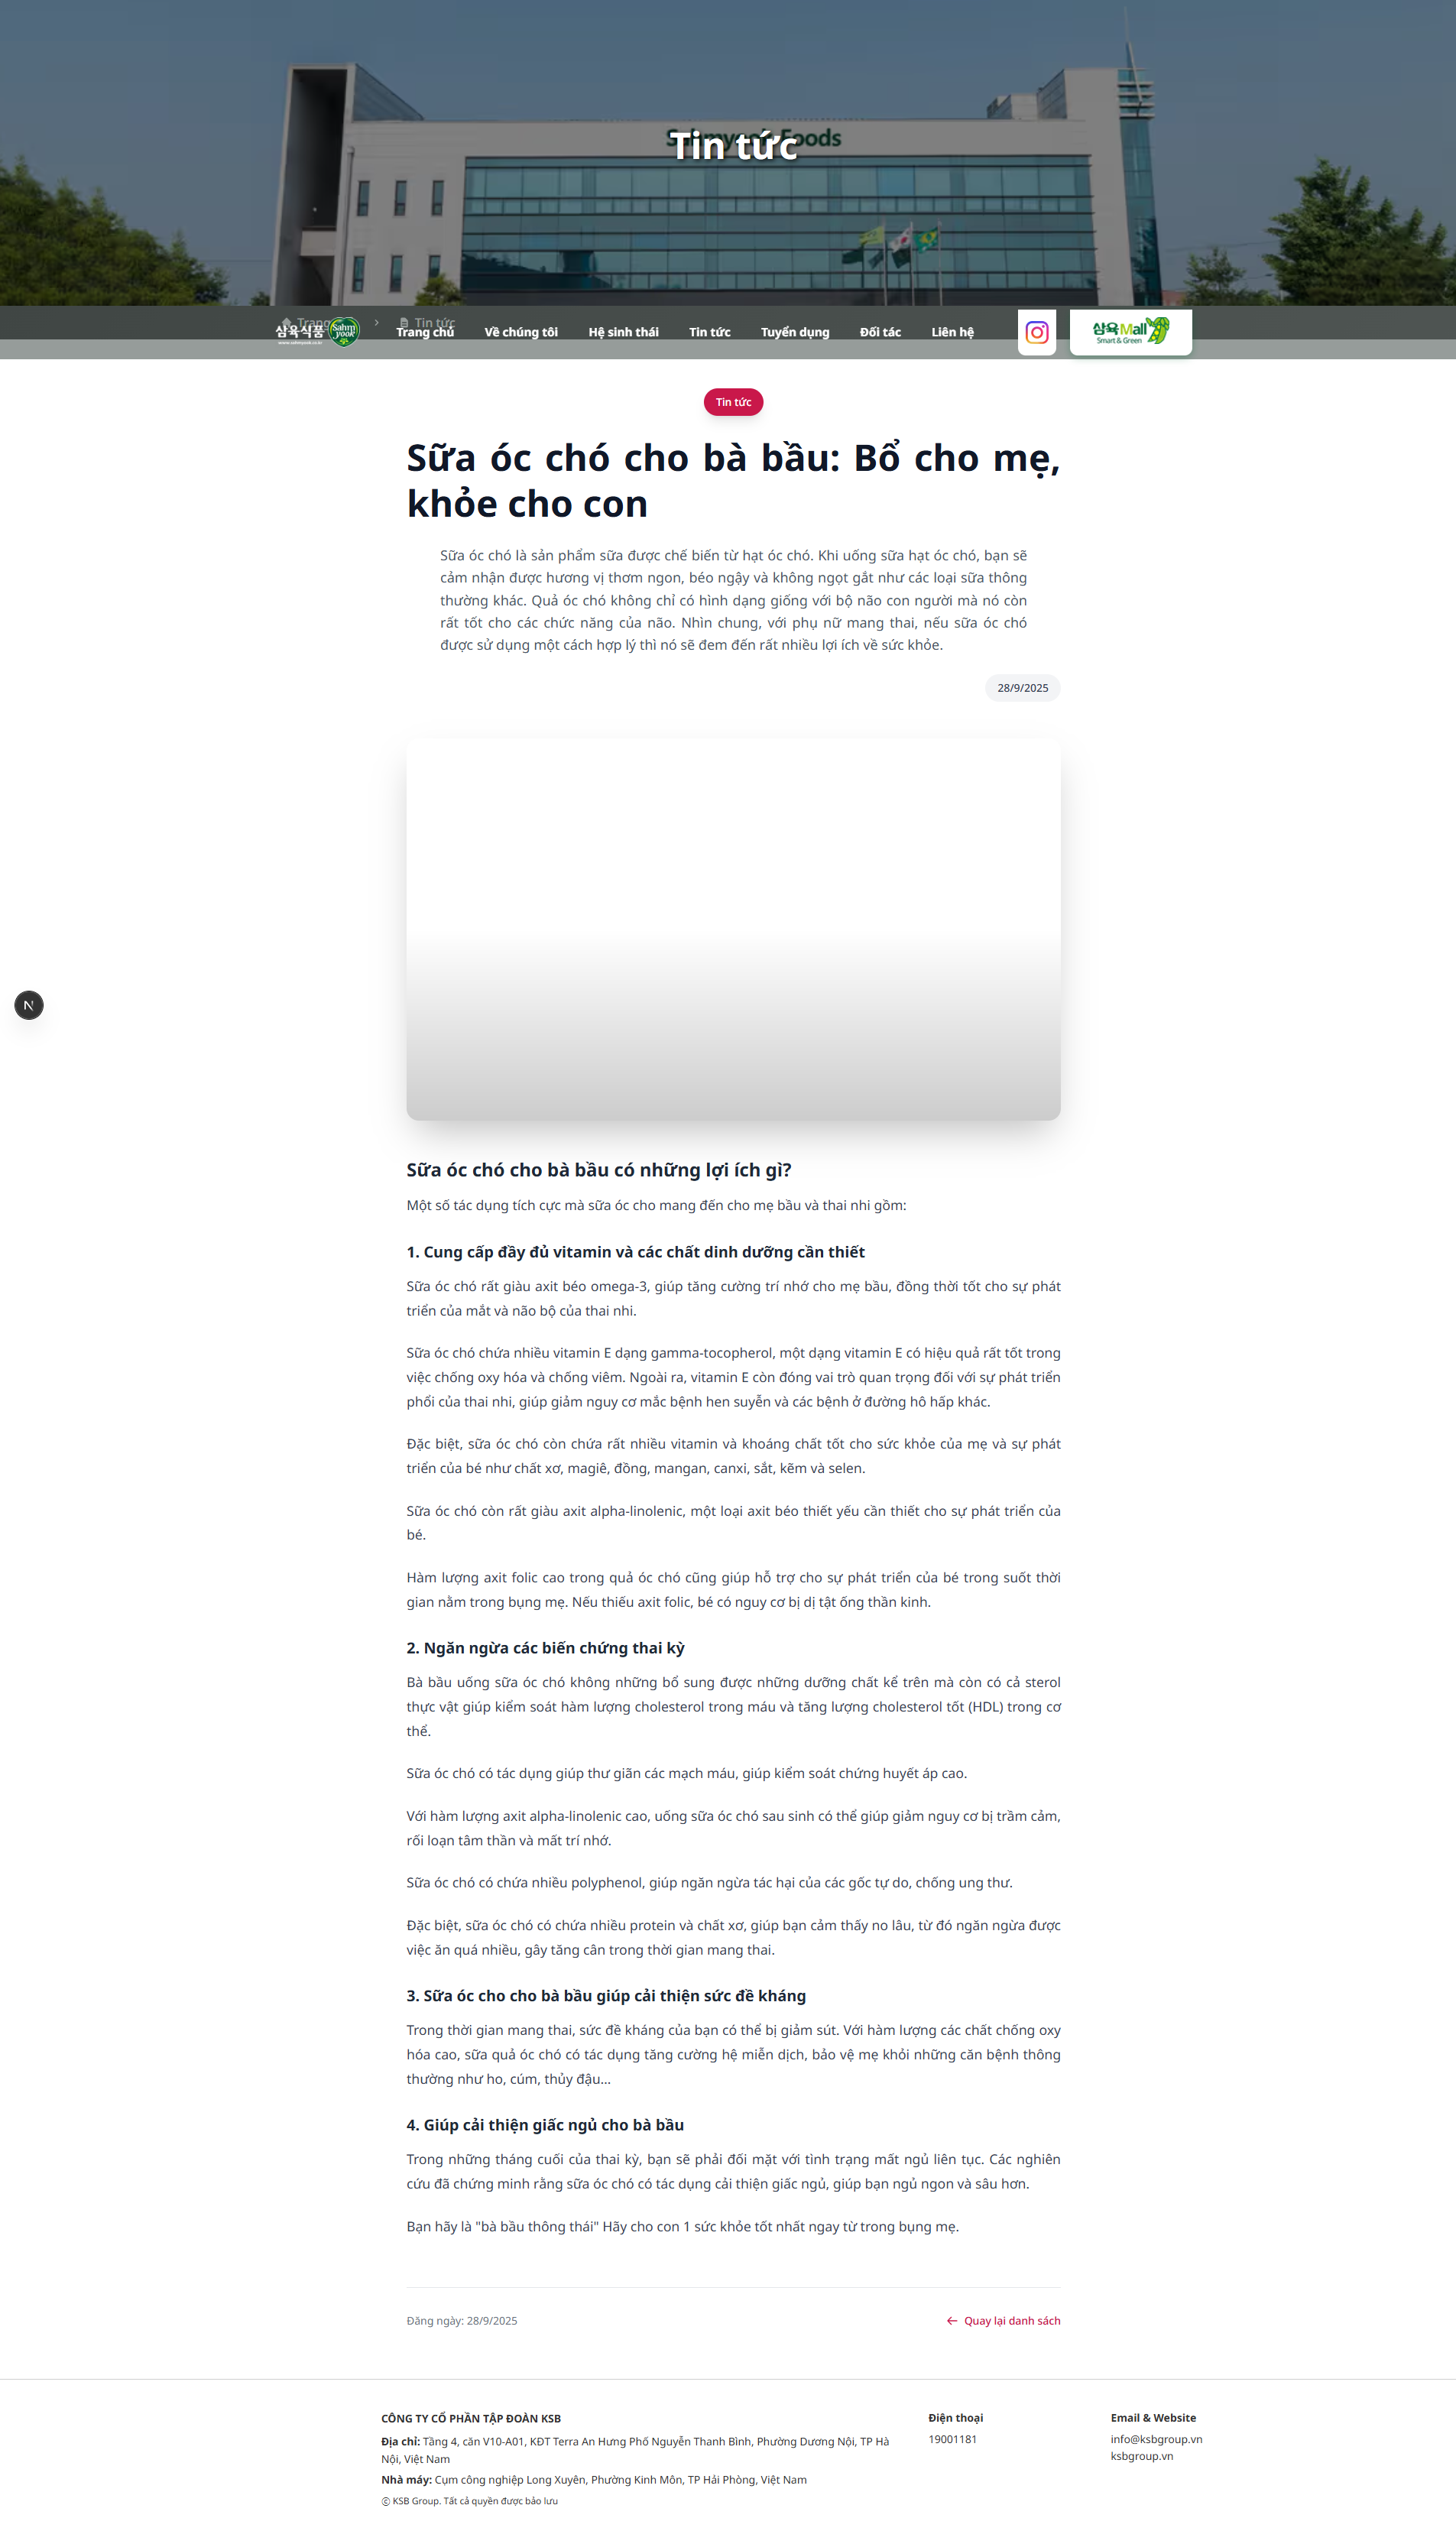 Sahmyook Foods
Tin tức
Trang
Tin tức
삼육식품
www.sahmyook.co.kr
Sahm
yook
Trang chủ
Về chúng tôi
Hệ sinh thái
Tin tức
Tuyển dụng
Đối tác
Liên hệ
삼육Mall
Smart & Green
Tin tức
Sữa óc chó cho bà bầu: Bổ cho mẹ,
khỏe cho con
Sữa óc chó là sản phẩm sữa được chế biến từ hạt óc chó. Khi uống sữa hạt óc chó, bạn sẽ
cảm nhận được hương vị thơm ngon, béo ngậy và không ngọt gắt như các loại sữa thông
thường khác. Quả óc chó không chỉ có hình dạng giống với bộ não con người mà nó còn
rất tốt cho các chức năng của não. Nhìn chung, với phụ nữ mang thai, nếu sữa óc chó
được sử dụng một cách hợp lý thì nó sẽ đem đến rất nhiều lợi ích về sức khỏe.
28/9/2025
N
Sữa óc chó cho bà bầu có những lợi ích gì?
Một số tác dụng tích cực mà sữa óc cho mang đến cho mẹ bầu và thai nhi gồm:
1. Cung cấp đầy đủ vitamin và các chất dinh dưỡng cần thiết
Sữa óc chó rất giàu axit béo omega-3, giúp tăng cường trí nhớ cho mẹ bầu, đồng thời tốt cho sự phát
triển của mắt và não bộ của thai nhi.
Sữa óc chó chứa nhiều vitamin E dạng gamma-tocopherol, một dạng vitamin E có hiệu quả rất tốt trong
việc chống oxy hóa và chống viêm. Ngoài ra, vitamin E còn đóng vai trò quan trọng đối với sự phát triển
phổi của thai nhi, giúp giảm nguy cơ mắc bệnh hen suyễn và các bệnh ở đường hô hấp khác.
Đặc biệt, sữa óc chó còn chứa rất nhiều vitamin và khoáng chất tốt cho sức khỏe của mẹ và sự phát
triển của bé như chất xơ, magiê, đồng, mangan, canxi, sắt, kẽm và selen.
Sữa óc chó còn rất giàu axit alpha-linolenic, một loại axit béo thiết yếu cần thiết cho sự phát triển của
bé.
Hàm lượng axit folic cao trong quả óc chó cũng giúp hỗ trợ cho sự phát triển của bé trong suốt thời
gian nằm trong bụng mẹ. Nếu thiếu axit folic, bé có nguy cơ bị dị tật ống thần kinh.
2. Ngăn ngừa các biến chứng thai kỳ
Bà bầu uống sữa óc chó không những bổ sung được những dưỡng chất kể trên mà còn có cả sterol
thực vật giúp kiểm soát hàm lượng cholesterol trong máu và tăng lượng cholesterol tốt (HDL) trong cơ
thể.
Sữa óc chó có tác dụng giúp thư giãn các mạch máu, giúp kiểm soát chứng huyết áp cao.
Với hàm lượng axit alpha-linolenic cao, uống sữa óc chó sau sinh có thể giúp giảm nguy cơ bị trầm cảm,
rối loạn tâm thần và mất trí nhớ.
Sữa óc chó có chứa nhiều polyphenol, giúp ngăn ngừa tác hại của các gốc tự do, chống ung thư.
Đặc biệt, sữa óc chó có chứa nhiều protein và chất xơ, giúp bạn cảm thấy no lâu, từ đó ngăn ngừa được
việc ăn quá nhiều, gây tăng cân trong thời gian mang thai.
3. Sữa óc cho cho bà bầu giúp cải thiện sức đề kháng
Trong thời gian mang thai, sức đề kháng của bạn có thể bị giảm sút. Với hàm lượng các chất chống oxy
hóa cao, sữa quả óc chó có tác dụng tăng cường hệ miễn dịch, bảo vệ mẹ khỏi những căn bệnh thông
thường như ho, cúm, thủy đậu...
4. Giúp cải thiện giấc ngủ cho bà bầu
Trong những tháng cuối của thai kỳ, bạn sẽ phải đối mặt với tình trạng mất ngủ liên tục. Các nghiên
cứu đã chứng minh rằng sữa óc chó có tác dụng cải thiện giấc ngủ, giúp bạn ngủ ngon và sâu hơn.
Bạn hãy là "bà bầu thông thái" Hãy cho con 1 sức khỏe tốt nhất ngay từ trong bụng mẹ.
Đăng ngày: 28/9/2025
Quay lại danh sách
CÔNG TY CỔ PHẦN TẬP ĐOÀN KSB
Địa chỉ: Tầng 4, căn V10-A01, KĐT Terra An Hưng Phố Nguyễn Thanh Bình, Phường Dương Nội, TP Hà
Nội, Việt Nam
Nhà máy: Cụm công nghiệp Long Xuyên, Phường Kinh Môn, TP Hải Phòng, Việt Nam
© KSB Group. Tất cả quyền được bảo lưu
Điện thoại
19001181
Email & Website
info@ksbgroup.vn
ksbgroup.vn